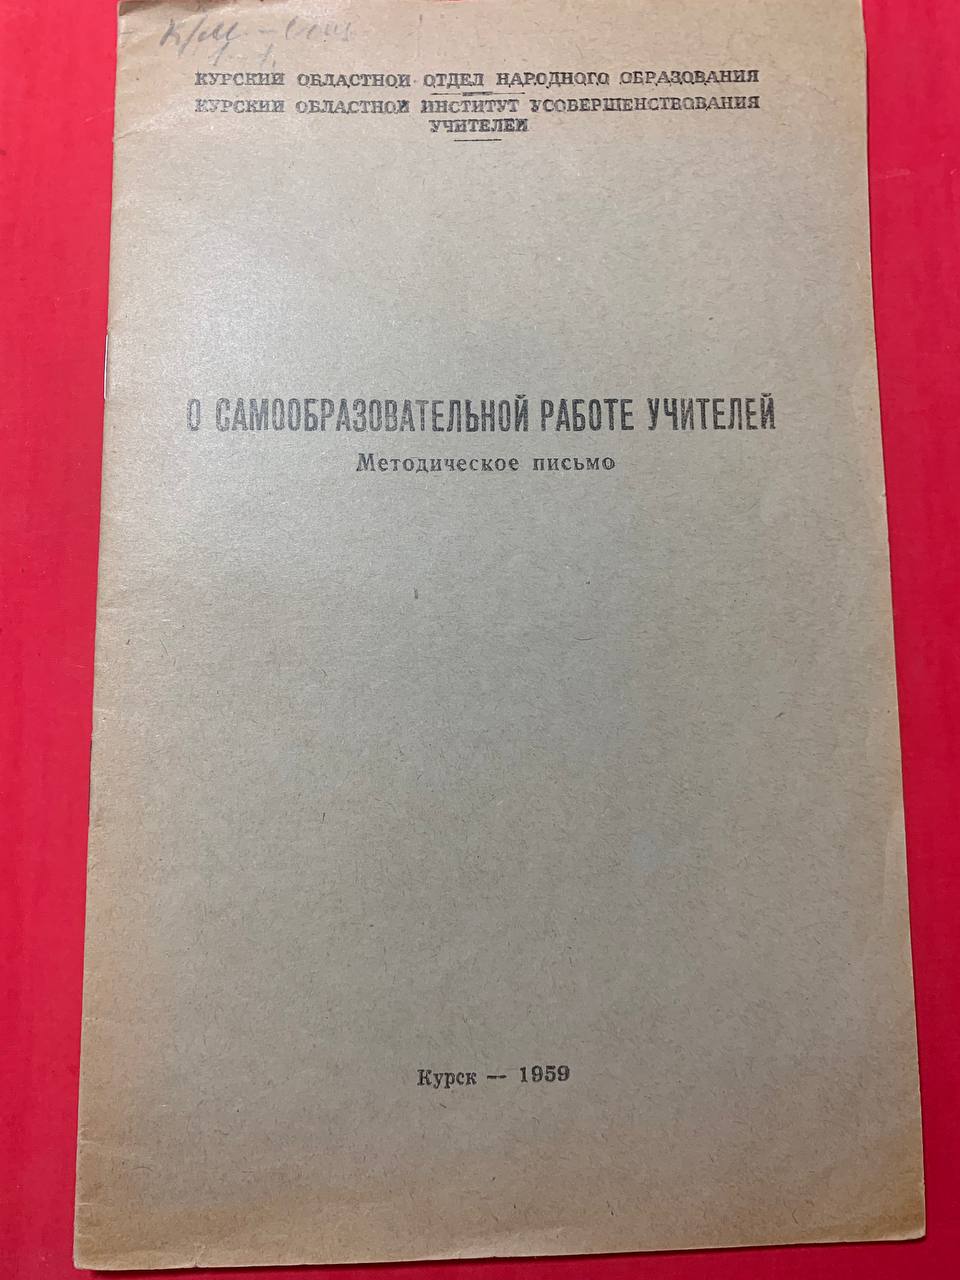 КУРСКИЙ ОБЛАСТНОЙ ОТДЕЛ НАРОДНОГО ОБРАЗОВАНИЯ
КУРСКИЙ ОБЛАСТНОЙ ИНСТИТУТ УСОВЕРШЕНСТВОВАНИЯ
УЧИТЕЛЕЙ
О САМООБРАЗОВАТЕЛЬНОЙ РАБОТЕ УЧИТЕЛЕЙ
Методическое письмо
Курск — 1959